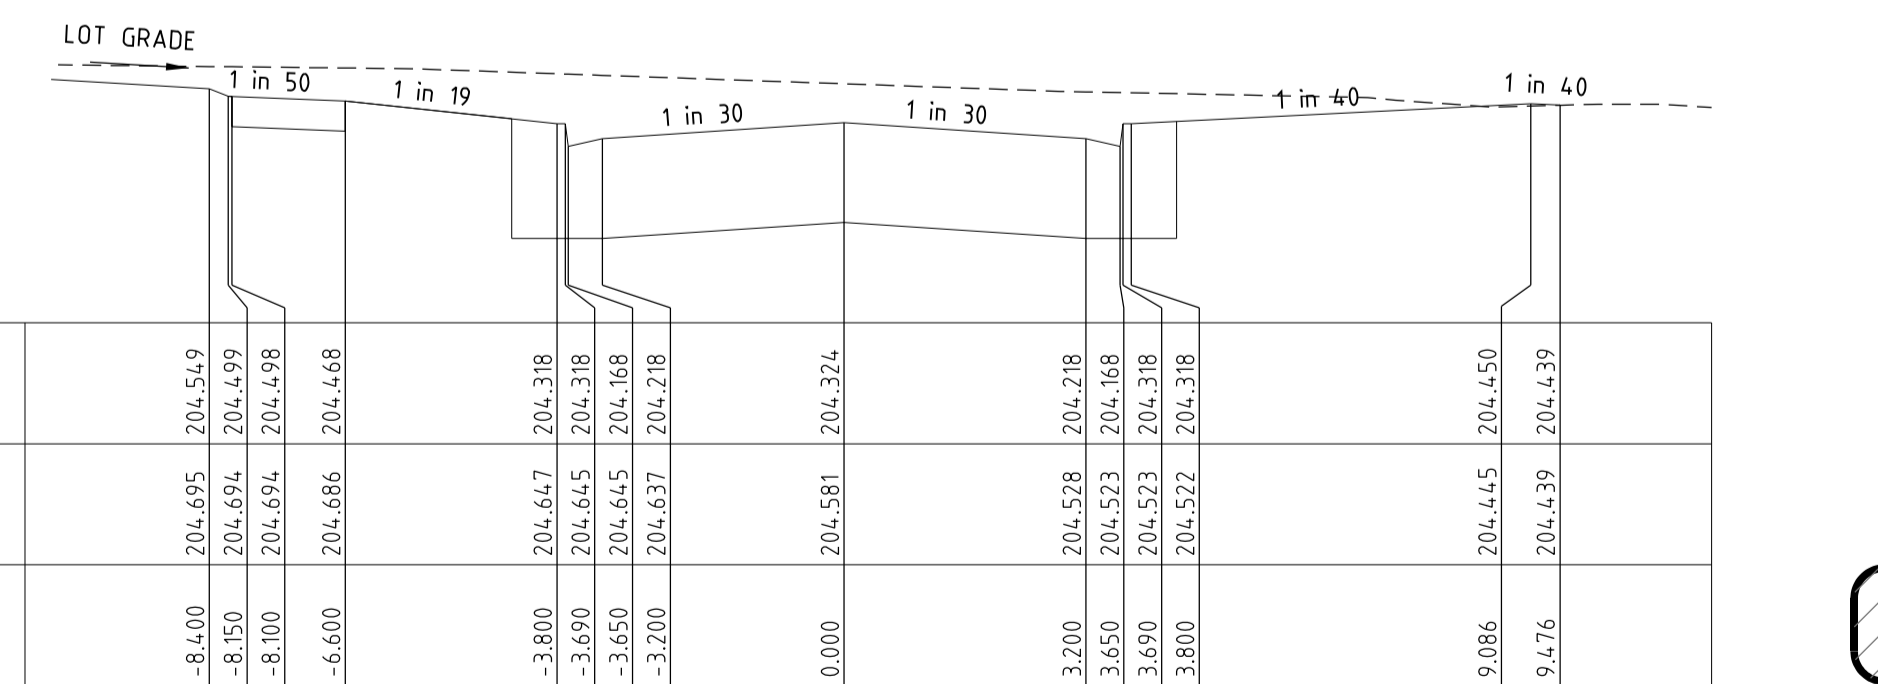 LOT GRADE
1 in 50
1 in 19
1 in 30
1 in 30
1 in 40
1 in 40
204.549 204.499 204.498 204.468 204.318 204.318 204.168 204.218 204.324 204.218 204.168 204.318 204.318 204.450 204.439
204.695 204.694 204.694 204.686 204.647 204.645 204.645 204.637 204.581 204.528 204.523 204.523 204.522 204.445 204.439
-8.400 -8.150 -8.100 -6.600 -3.800 -3.690 -3.650 -3.200 0.000 3.200 3.650 3.690 3.800 9.086 9.476